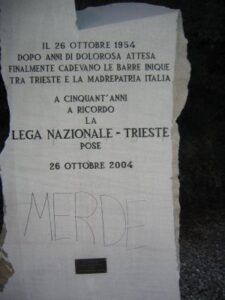 IL 26 OTTOBRE 1954
DOPO ANNI DI DOLOROSA ATTESA
FINALMENTE CADEVANO LE BARRE INIQUE
TRA TRIESTE E LA MADREPATRIA ITALIA
A CINQUANT'ANNI
A RICORDO
LA
LEGA NAZIONALE - TRIESTE
POSE
26 OTTOBRE 2004
MERDE